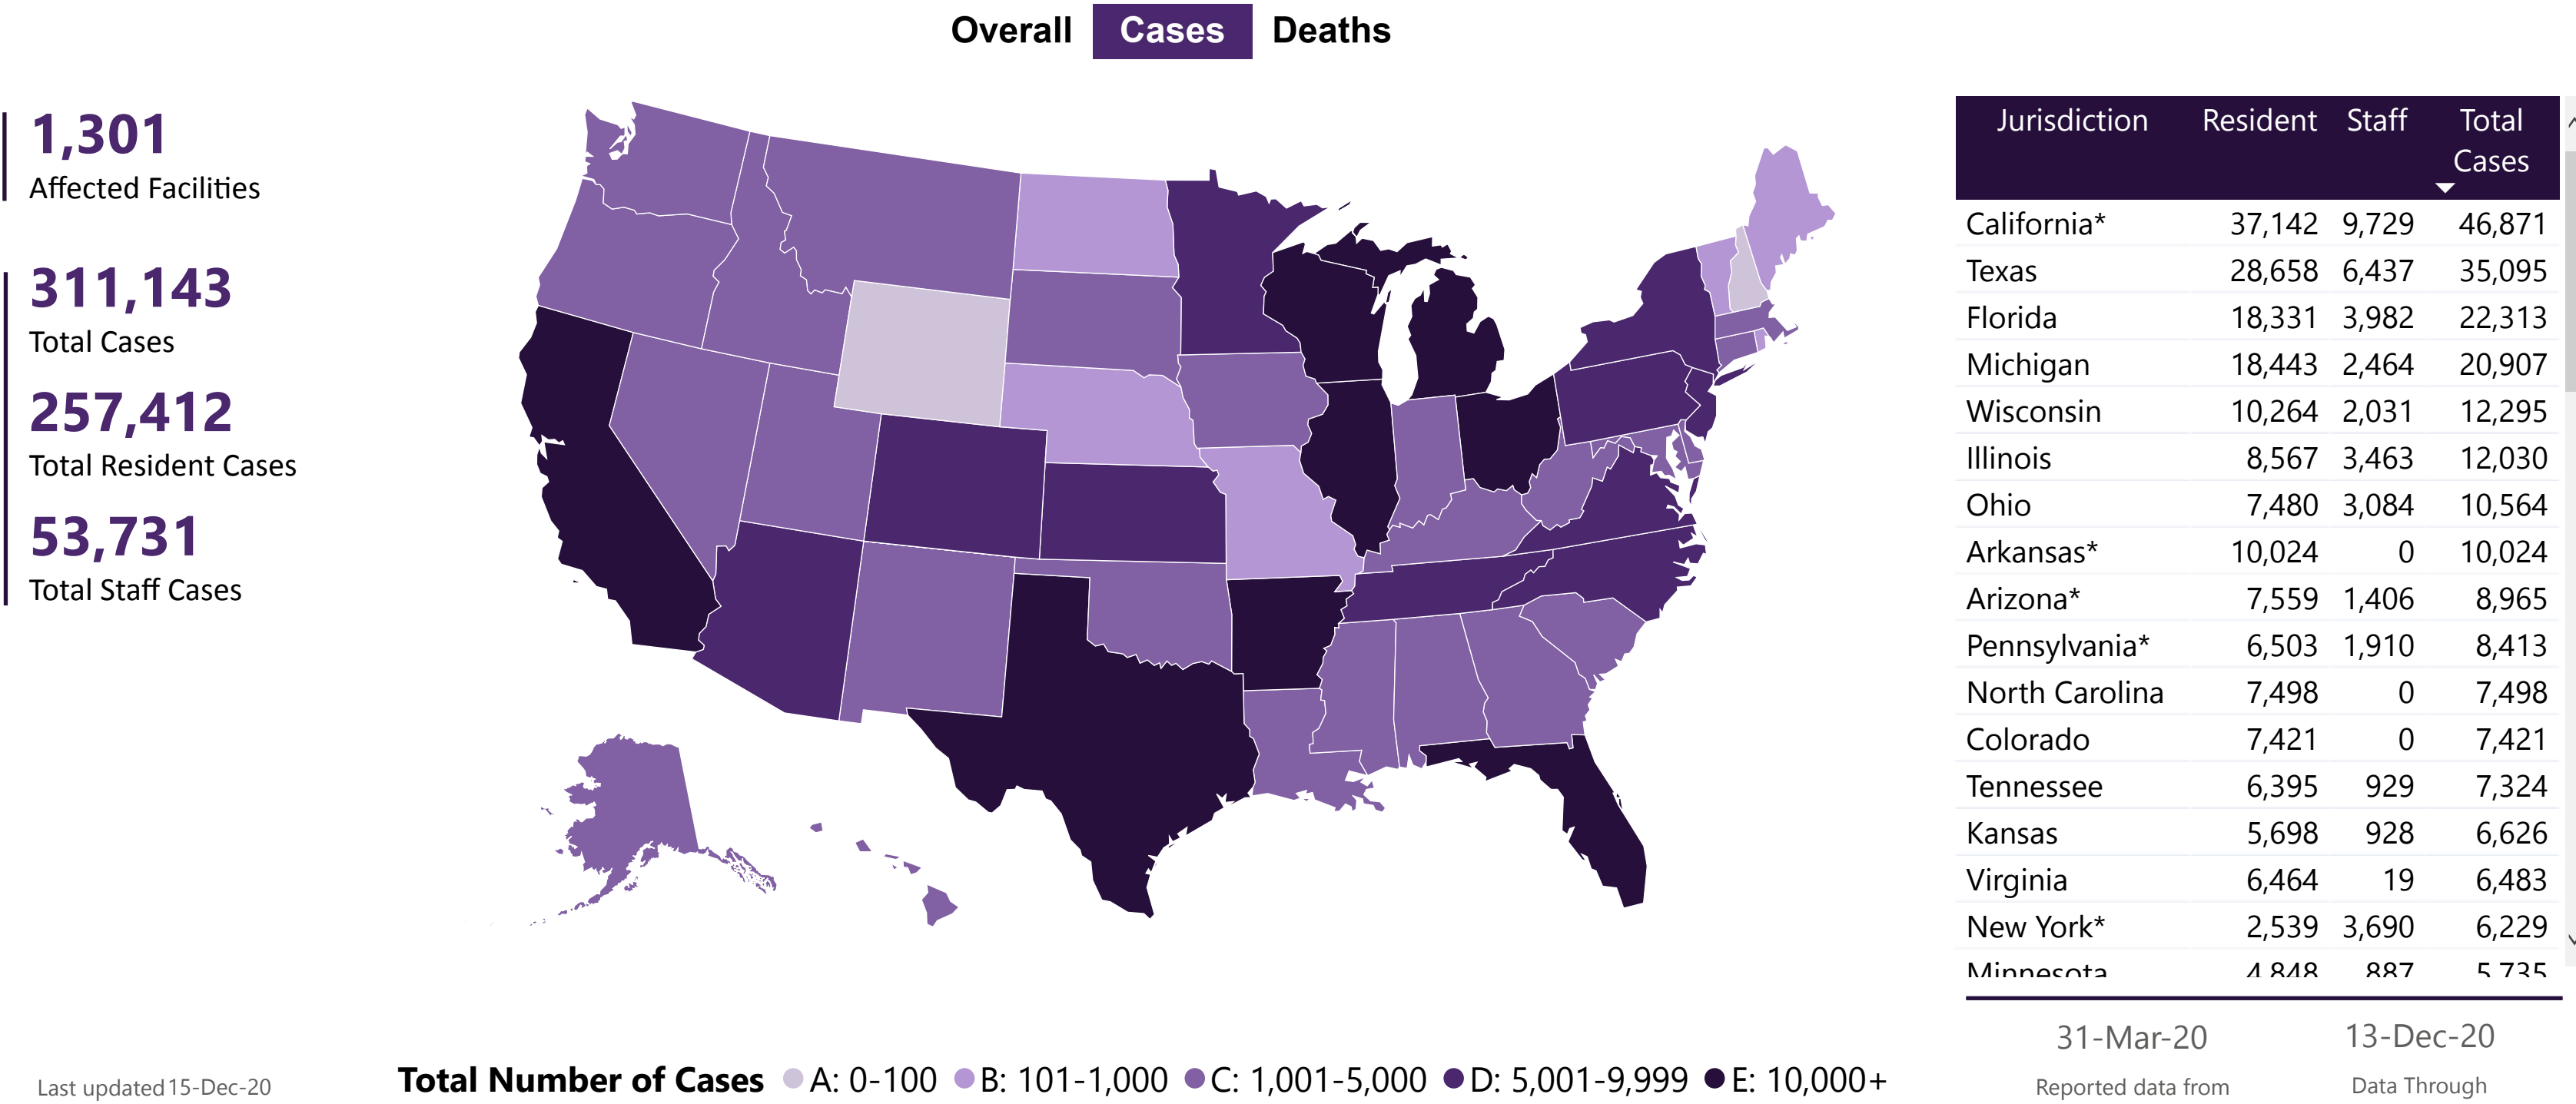 Overall Cases Deaths
1,301
Affected Facilities
311,143
Total Cases
257,412
Total Resident Cases
53,731
Total Staff Cases
Jurisdiction Resident Staff Total
Cases
California* 37,142 9,729 46,871
Texas 28,658 6,437 35,095
Florida 18,331 3,982 22,313
Michigan 18,443 2,464 20,907
Wisconsin 10,264 2,031 12,295
Illinois 8,567 3,463 12,030
Ohio 7,480 3,084 10,564
Arkansas* 10,024 0 10,024
Arizona* 7,559 1,406 8,965
Pennsylvania* 6,503 1,910 8,413
North Carolina 7,498 0 7,498
Colorado 7,421 0 7,421
Tennessee 6,395 929 7,324
Kansas 5,698 928 6,626
Virginia 6,464 19 6,483
New York* 2,539 3,690 6,229
Minnesota 4,848 887 5,735
31-Mar-20 13-Dec-20
Reported data from Data Through
Total Number of Cases A: 0-100 B: 101-1,000 C: 1,001-5,000 D: 5,001-9,999 E: 10,000+
Last updated 15-Dec-20